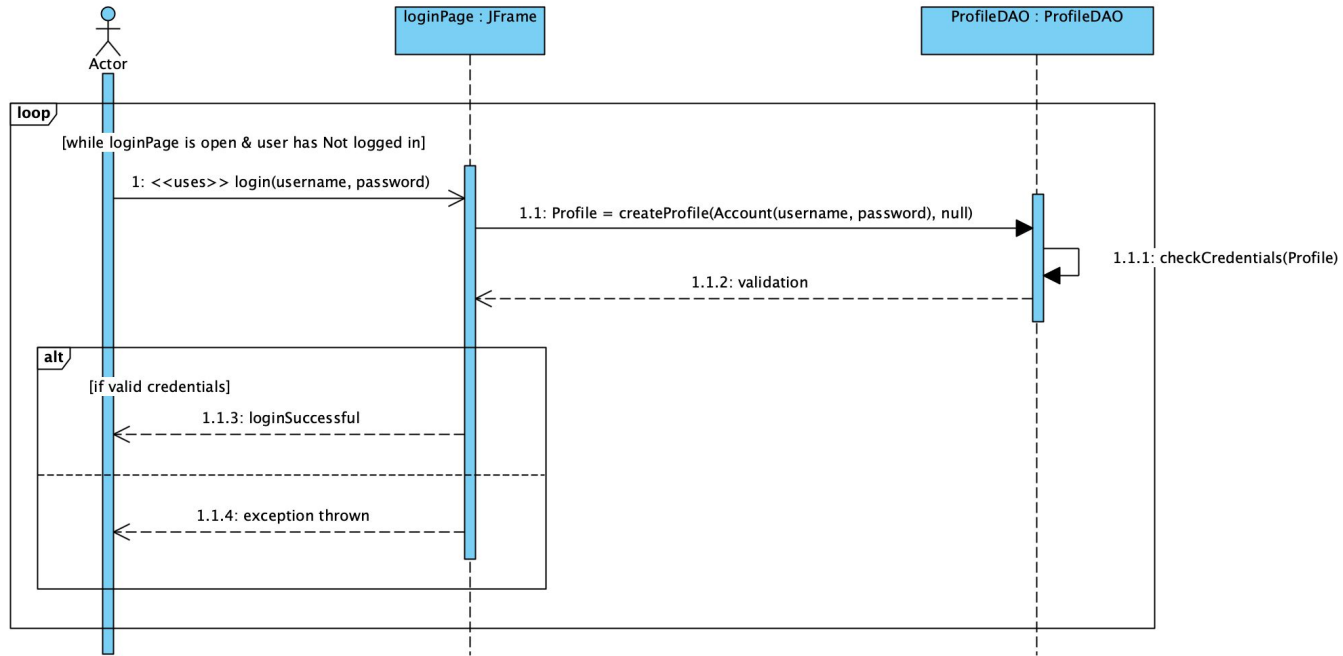 loginPage : JFrame
ProfileDAO : ProfileDAO
Actor
loop
[while loginPage is open & user has Not logged in]
1: <<uses>> login(username, password)
1.1: Profile = createProfile(Account(username, password), null)
1.1.1: checkCredentials(Profile)
1.1.2: validation
alt
[if valid credentials]
1.1.3: loginSuccessful
1.1.4: exception thrown